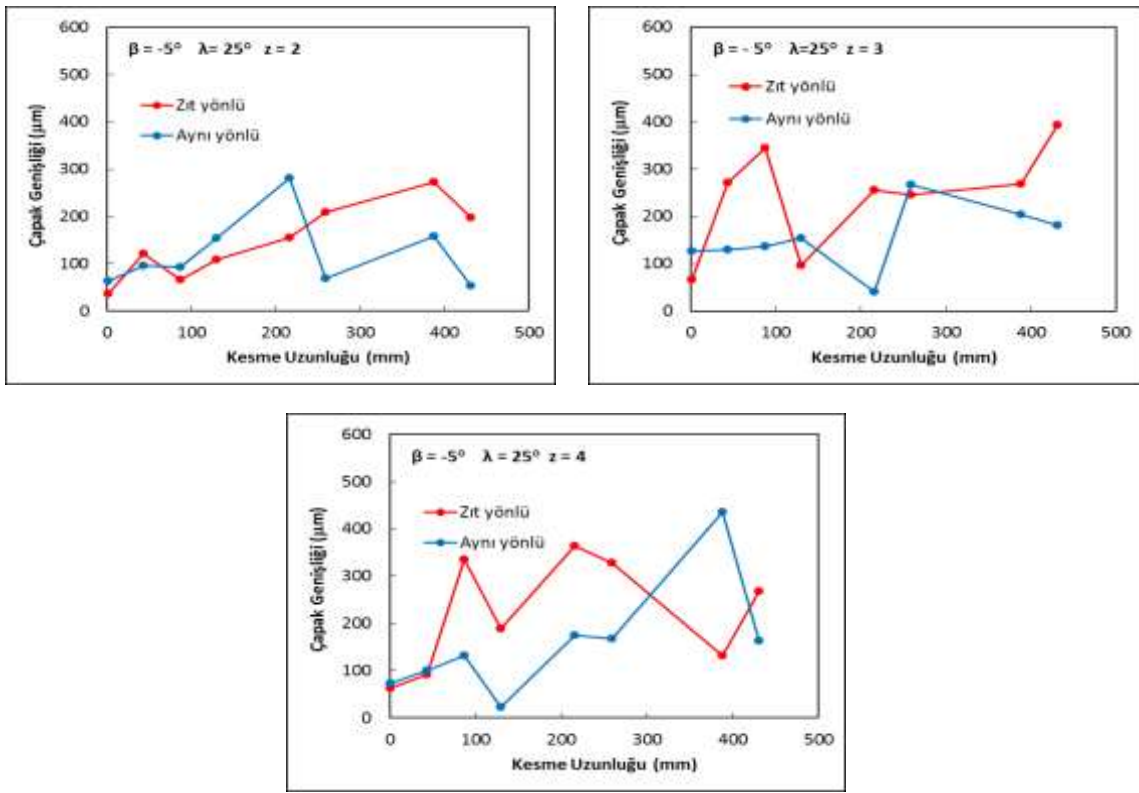 β = -5° λ= 25° z = 2
Zıt yönlü
Aynı yönlü
Çapak Genişliği (µm)
600
500
400
300
200
100
0
0 100 200 300 400 500
Kesme Uzunluğu (mm)
β = - 5° λ=25° z = 3
Zıt yönlü
Aynı yönlü
Çapak Genişliği (µm)
600
500
400
300
200
100
0
0 100 200 300 400 500
Kesme Uzunluğu (mm)
β = -5° λ = 25° z = 4
Zıt yönlü
Aynı yönlü
Çapak Genişliği (µm)
600
500
400
300
200
100
0
0 100 200 300 400 500
Kesme Uzunluğu (mm)